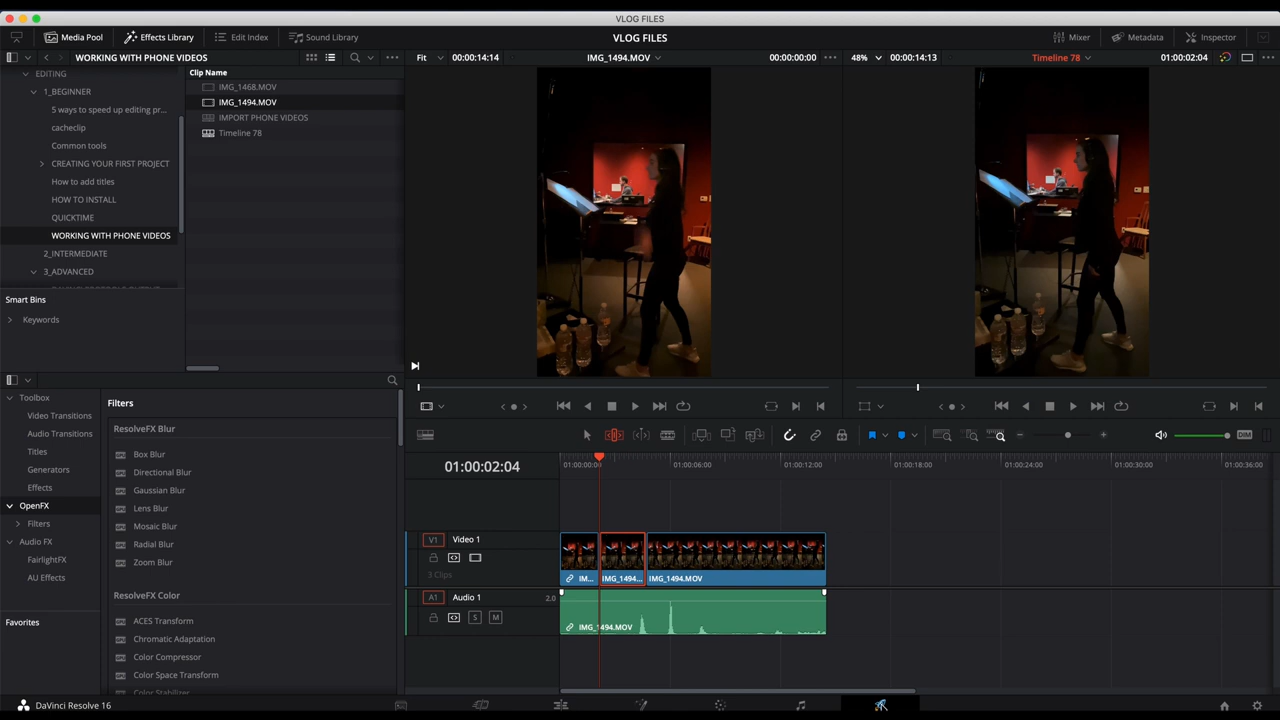 VLOG FILES
Media Pool
Effects Library
Edit Index
Sound Library
VLOG FILES
Mixer
Metadata
Inspector
WORKING WITH PHONE VIDEOS
Fit
00:00:14:14
IMG_1494.MOV
00:00:00:00
48%
00:00:14:13
Timeline 78
01:00:02:04
EDITING
1_BEGINNER
5 ways to speed up editing pr...
cacheclip
Common tools
CREATING YOUR FIRST PROJECT
How to add titles
HOW TO INSTALL
QUICKTIME
WORKING WITH PHONE VIDEOS
2_INTERMEDIATE
3_ADVANCED
Clip Name
IMG_1468.MOV
IMG_1494.MOV
IMPORT PHONE VIDEOS
Timeline 78
Smart Bins
Keywords
Toolbox
Video Transitions
Audio Transitions
Titles
Generators
Effects
OpenFX
Filters
Audio FX
FairlightFX
AU Effects
Favorites
Filters
ResolveFX Blur
Box Blur
Directional Blur
Gaussian Blur
Lens Blur
Mosaic Blur
Radial Blur
Zoom Blur
ResolveFX Color
ACES Transform
Chromatic Adaptation
Color Compressor
Color Space Transform
Color Stabilizer
DIM
01:00:02:04
01:00:00:00
01:00:06:00
01:00:12:00
01:00:18:00
01:00:24:00
01:00:30:00
01:00:36:00
V1
Video 1
3 Clips
IM...
IMG_1494...
IMG_1494.MOV
A1
Audio 1
2.0
S
M
IMG_1494.MOV
DaVinci Resolve 16